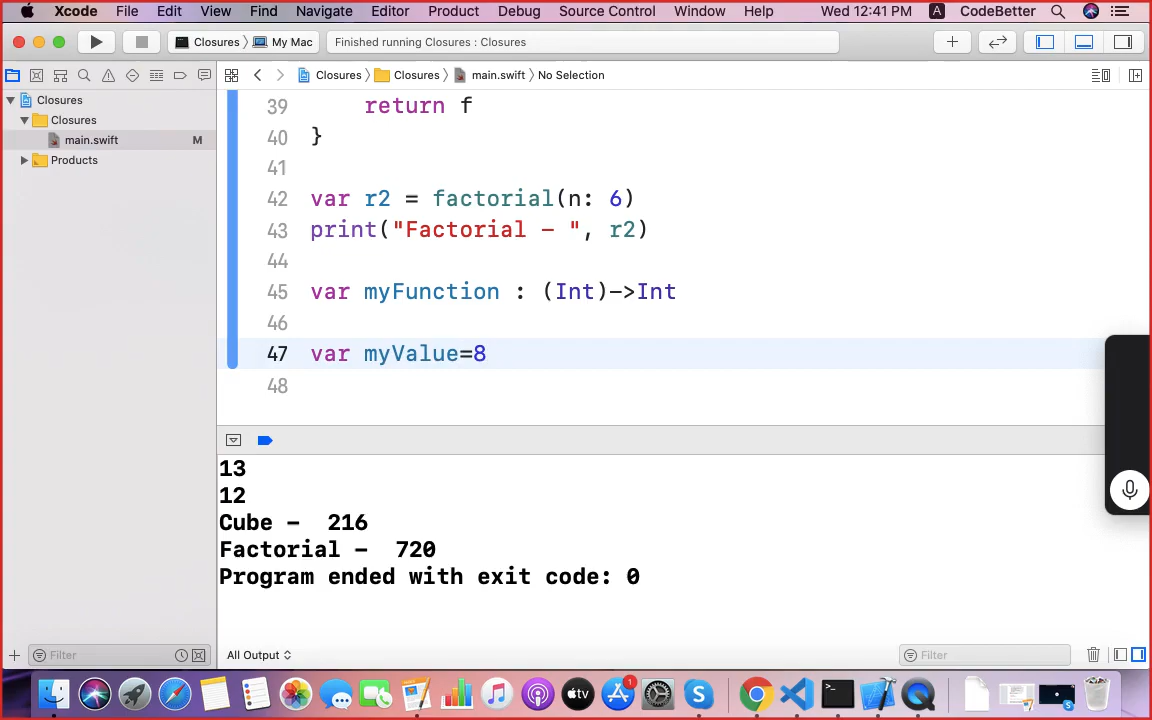 Xcode File Edit View Find Navigate Editor Product Debug Source Control Window Help Wed 12:41 PM A CodeBetter
Closures My Mac Finished running Closures : Closures
Closures Closures main.swift No Selection
Closures
Closures
main.swift M
Products
39 return f
40 }
41
42 var r2 = factorial(n: 6)
43 print("Factorial - ", r2)
44
45 var myFunction : (Int)->Int
46
47 var myValue=8
48
13
12
Cube - 216
Factorial - 720
Program ended with exit code: 0
Filter All Output Filter
tv 1